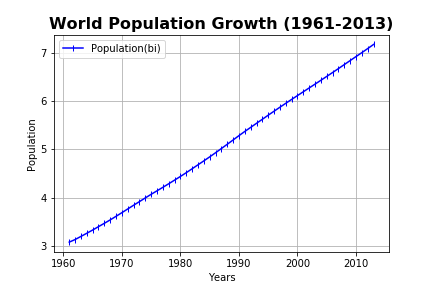 World Population Growth (1961-2013)
Population(bi)
7
6
5
4
3
Population
1960 1970 1980 1990 2000 2010
Years